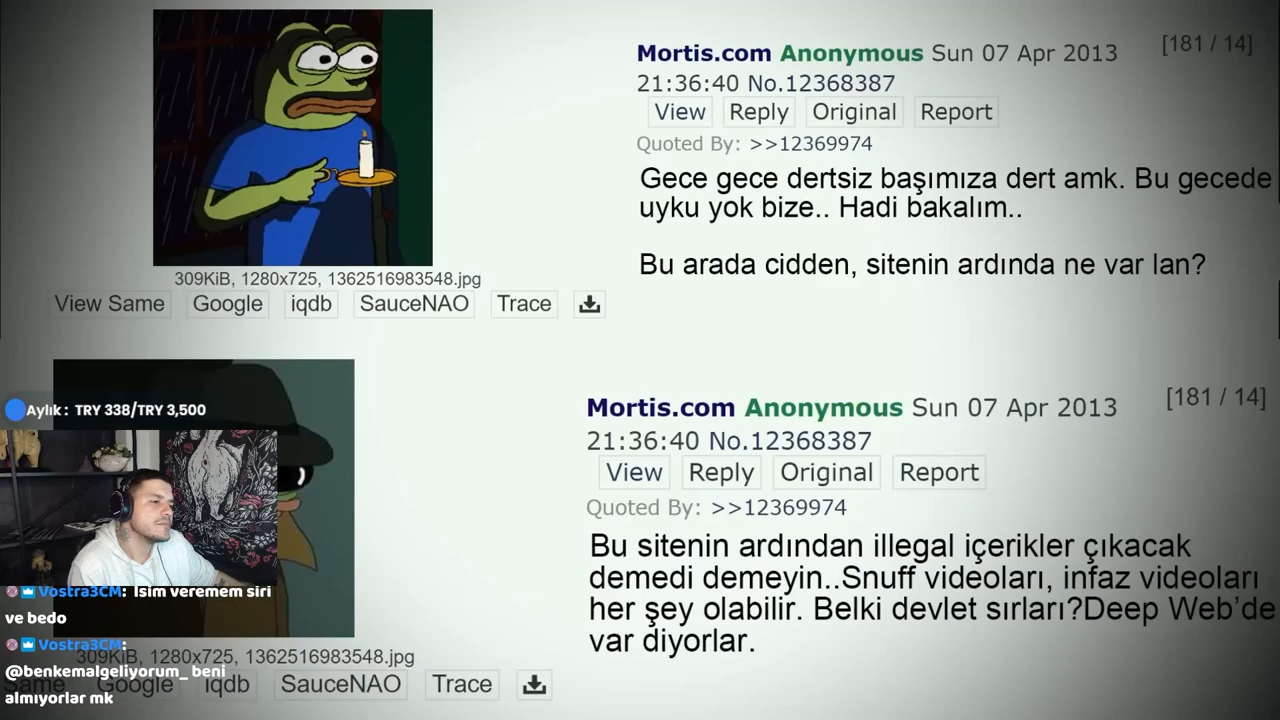 Mortis.com Anonymous Sun 07 Apr 2013 [181 / 14]
21:36:40 No.12368387
View Reply Original Report
Quoted By: >>12369974
Gece gece dertsiz başımıza dert amk. Bu gecede
uyku yok bize.. Hadi bakalım..
Bu arada cidden, sitenin ardında ne var lan?
309KiB, 1280x725, 1362516983548.jpg
View Same Google iqdb SauceNAO Trace
Mortis.com Anonymous Sun 07 Apr 2013 [181 / 14]
21:36:40 No.12368387
View Reply Original Report
Quoted By: >>12369974
Bu sitenin ardından illegal içerikler çıkacak
demedi demeyin..Snuff videoları, infaz videoları
her şey olabilir. Belki devlet sırları?Deep Web'de
var diyorlar.
309KiB, 1280x725, 1362516983548.jpg
Same Google iqdb SauceNAO Trace
Aylık : TRY 338/TRY 3,500
Vostra3CM: Isim veremem siri
ve bedo
Vostra3CM:
@benkemalgeliyorum_ beni
almıyorlar mk